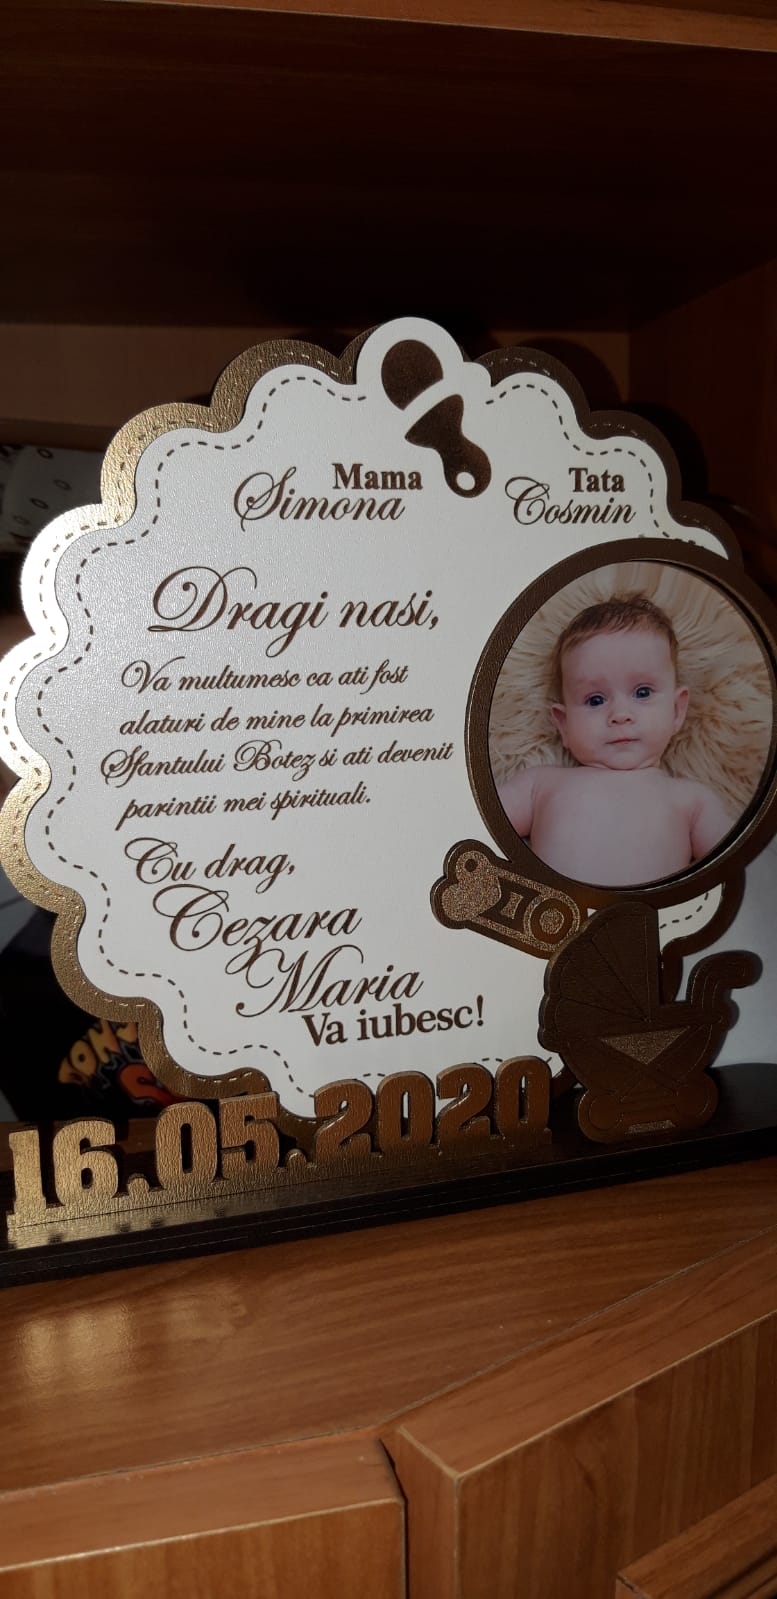 Mama
Simona
Tata
Cosmin
Dragi nasi,
Va multumesc ca ati fost
alaturi de mine la primirea
Sfantului Botez si ati devenit
parintii mei spirituali.
Cu drag,
Cezara
Maria
Va iubesc!
16.05.2020